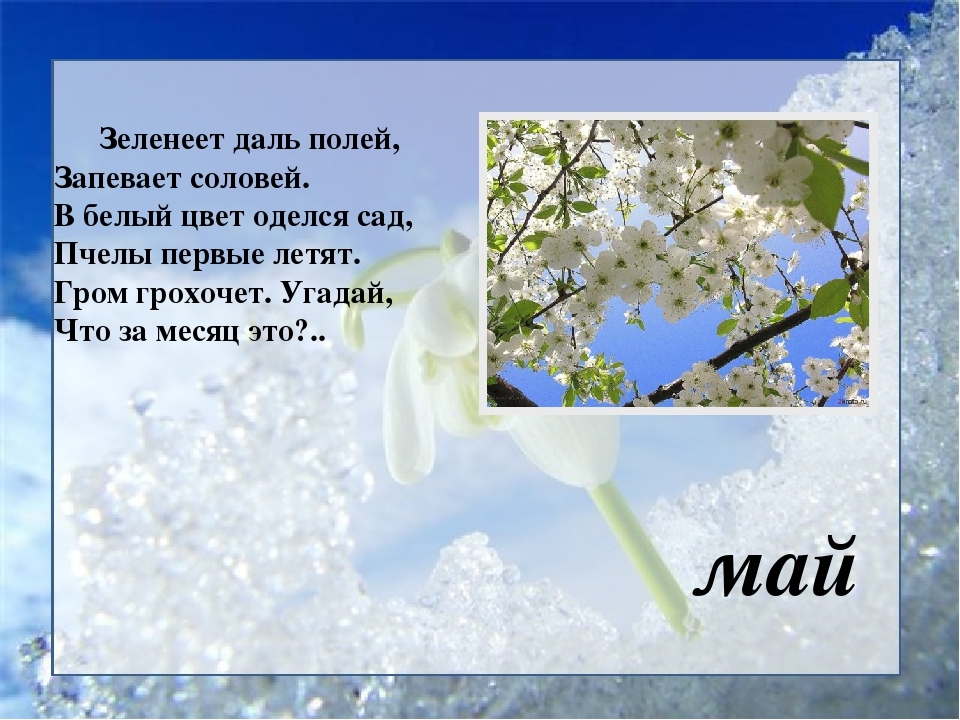 Зеленеет даль полей,
Запевает соловей.
В белый цвет оделся сад,
Пчелы первые летят.
Гром грохочет. Угадай,
Что за месяц это?..
май